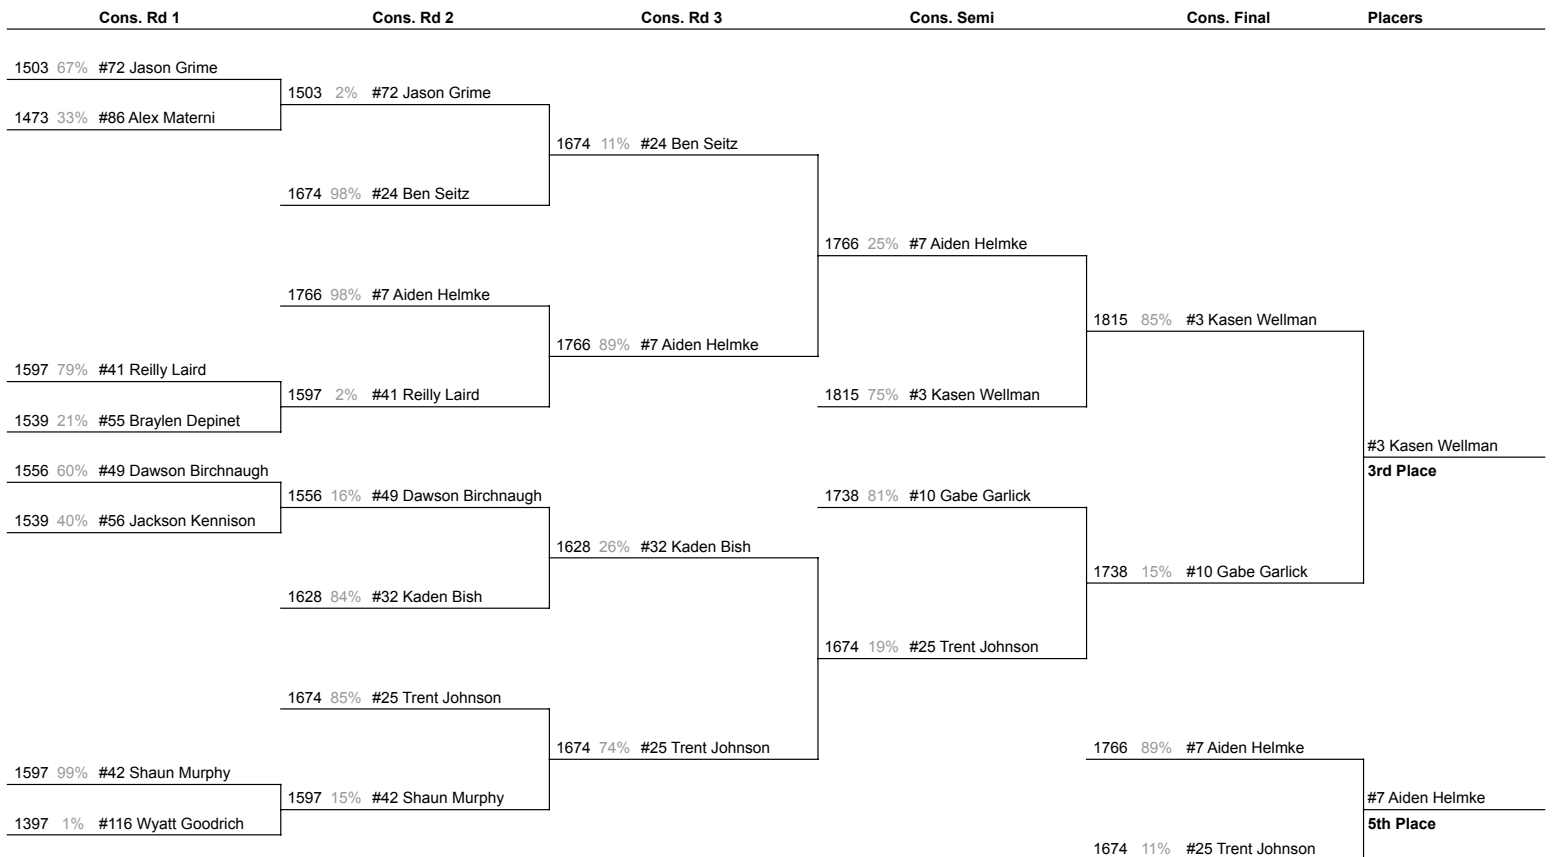 Cons. Rd 1 Cons. Rd 2 Cons. Rd 3 Cons. Semi Cons. Final Placers
1503 67% #72 Jason Grime
1503 2% #72 Jason Grime
1473 33% #86 Alex Materni
1674 11% #24 Ben Seitz
1674 98% #24 Ben Seitz
1766 25% #7 Aiden Helmke
1766 98% #7 Aiden Helmke
1815 85% #3 Kasen Wellman
1766 89% #7 Aiden Helmke
1597 79% #41 Reilly Laird
1597 2% #41 Reilly Laird
1815 75% #3 Kasen Wellman
1539 21% #55 Braylen Depinet
#3 Kasen Wellman
1556 60% #49 Dawson Birchnaugh
3rd Place
1556 16% #49 Dawson Birchnaugh
1738 81% #10 Gabe Garlick
1539 40% #56 Jackson Kennison
1628 26% #32 Kaden Bish
1738 15% #10 Gabe Garlick
1628 84% #32 Kaden Bish
1674 19% #25 Trent Johnson
1674 85% #25 Trent Johnson
1674 74% #25 Trent Johnson
1766 89% #7 Aiden Helmke
1597 99% #42 Shaun Murphy
1597 15% #42 Shaun Murphy
#7 Aiden Helmke
1397 1% #116 Wyatt Goodrich
5th Place
1674 11% #25 Trent Johnson